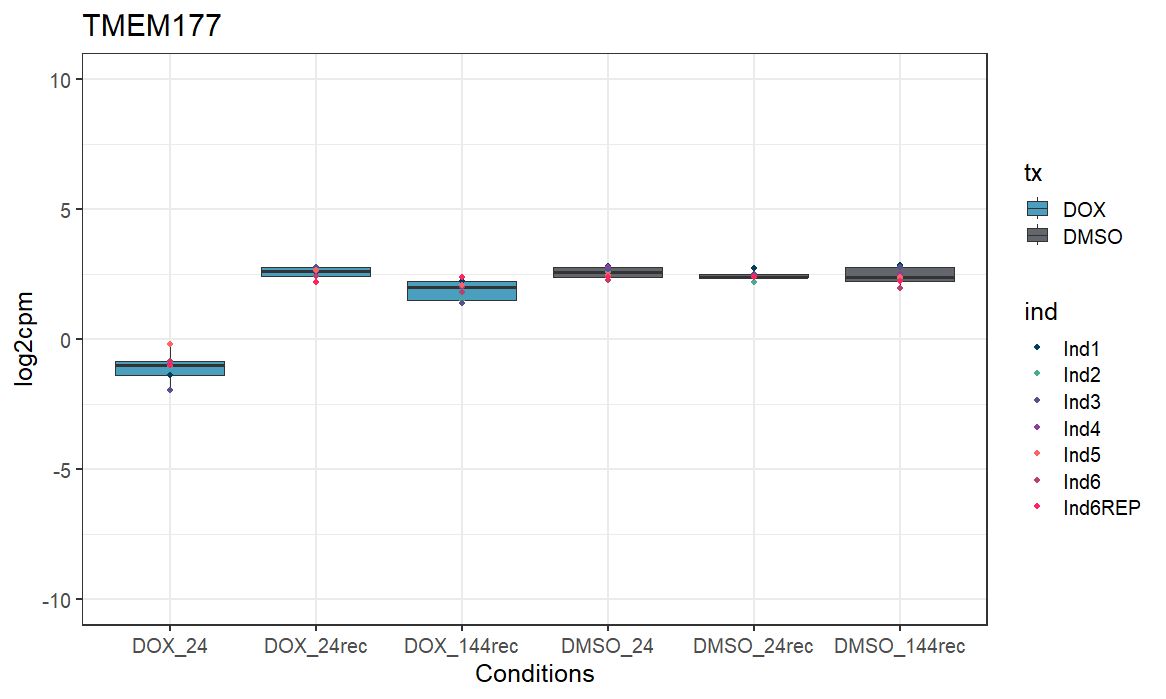 TMEM177
log2cpm
10
5
0
-5
-10
DOX_24 DOX_24rec DOX_144rec DMSO_24 DMSO_24rec DMSO_144rec
Conditions
tx
DOX
DMSO
ind
Ind1
Ind2
Ind3
Ind4
Ind5
Ind6
Ind6REP